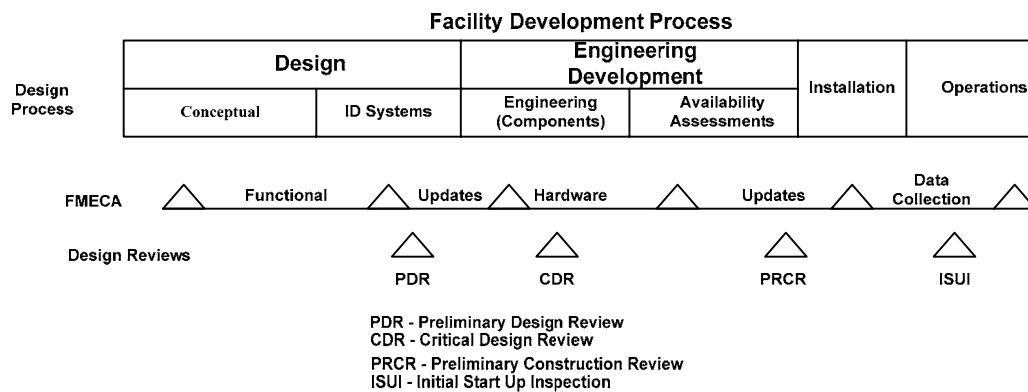 Facility Development Process
Design Process
Design
Engineering Development
Installation
Operations
Conceptual
ID Systems
Engineering (Components)
Availability Assessments
FMECA
Functional
Updates
Hardware
Updates
Data Collection
Design Reviews
PDR
CDR
PRCR
ISUI
PDR - Preliminary Design Review
CDR - Critical Design Review
PRCR - Preliminary Construction Review
ISUI - Initial Start Up Inspection